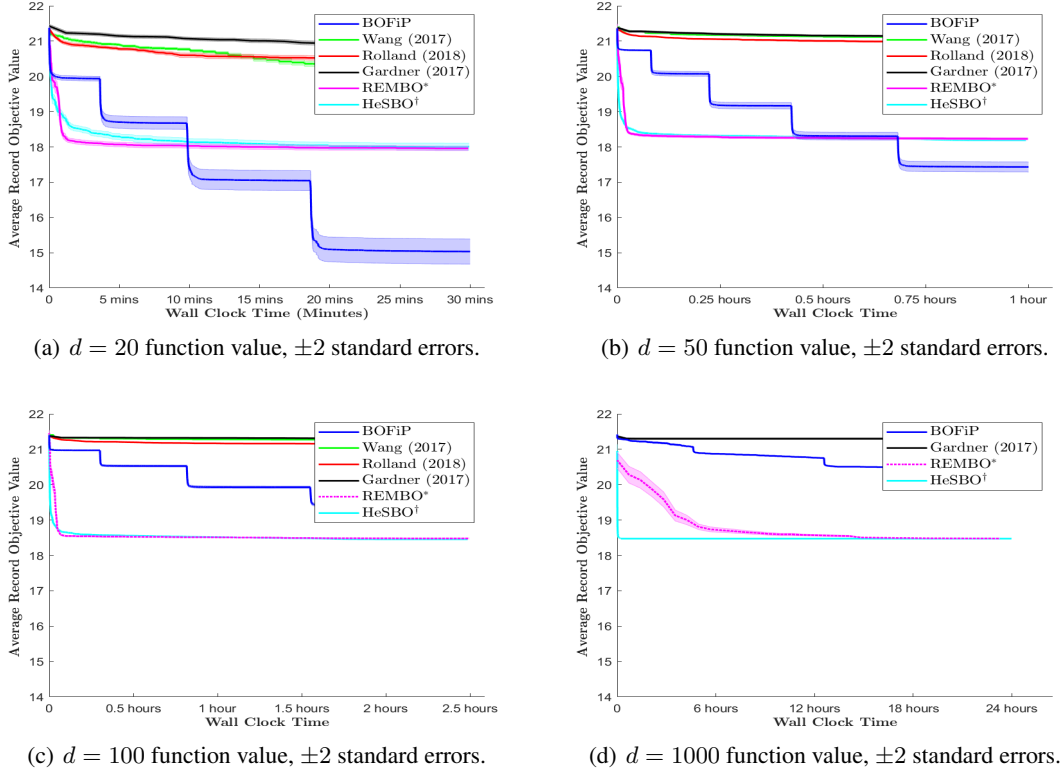 Average Record Objective Value
22
21
20
19
18
17
16
15
14
0
5 mins
10 mins
15 mins
20 mins
25 mins
30 mins
Wall Clock Time (Minutes)
BOFiP
Wang (2017)
Rolland (2018)
Gardner (2017)
REMBO*
HeSBO†
(a) d = 20 function value, ±2 standard errors.
Average Record Objective Value
22
21
20
19
18
17
16
15
14
0
0.25 hours
0.5 hours
0.75 hours
1 hour
Wall Clock Time
BOFiP
Wang (2017)
Rolland (2018)
Gardner (2017)
REMBO*
HeSBO†
(b) d = 50 function value, ±2 standard errors.
Average Record Objective Value
22
21
20
19
18
17
16
15
14
0
0.5 hours
1 hour
1.5 hours
2 hours
2.5 hours
Wall Clock Time
BOFiP
Wang (2017)
Rolland (2018)
Gardner (2017)
REMBO*
HeSBO†
(c) d = 100 function value, ±2 standard errors.
Average Record Objective Value
22
21
20
19
18
17
16
15
14
0
6 hours
12 hours
18 hours
24 hours
Wall Clock Time
BOFiP
Gardner (2017)
REMBO*
HeSBO†
(d) d = 1000 function value, ±2 standard errors.